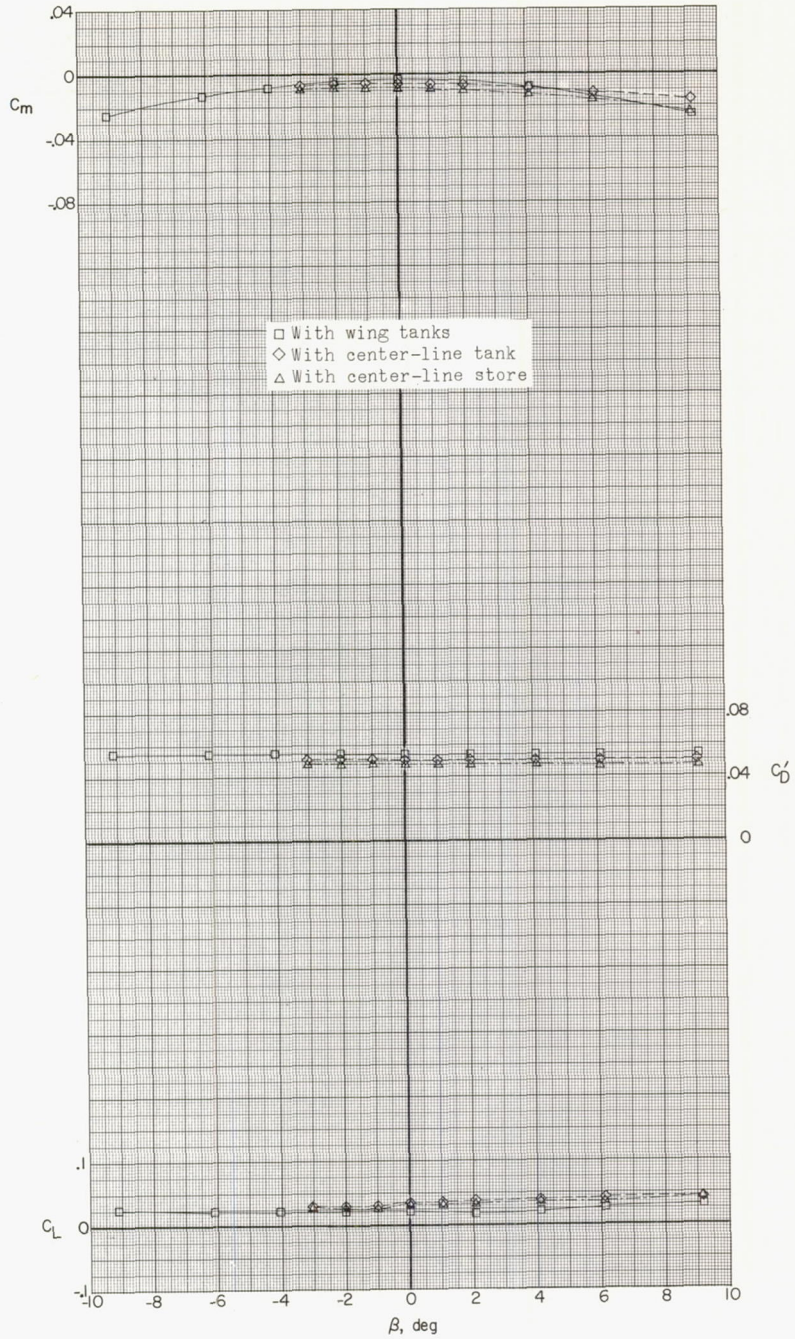 .04
0
Cm
-.04
-.08
With wing tanks
With center-line tank
With center-line store
.08
.04
C'D
0
.1
CL 0
-.1
-10 -8 -6 -4 -2 0 2 4 6 8 10
β, deg